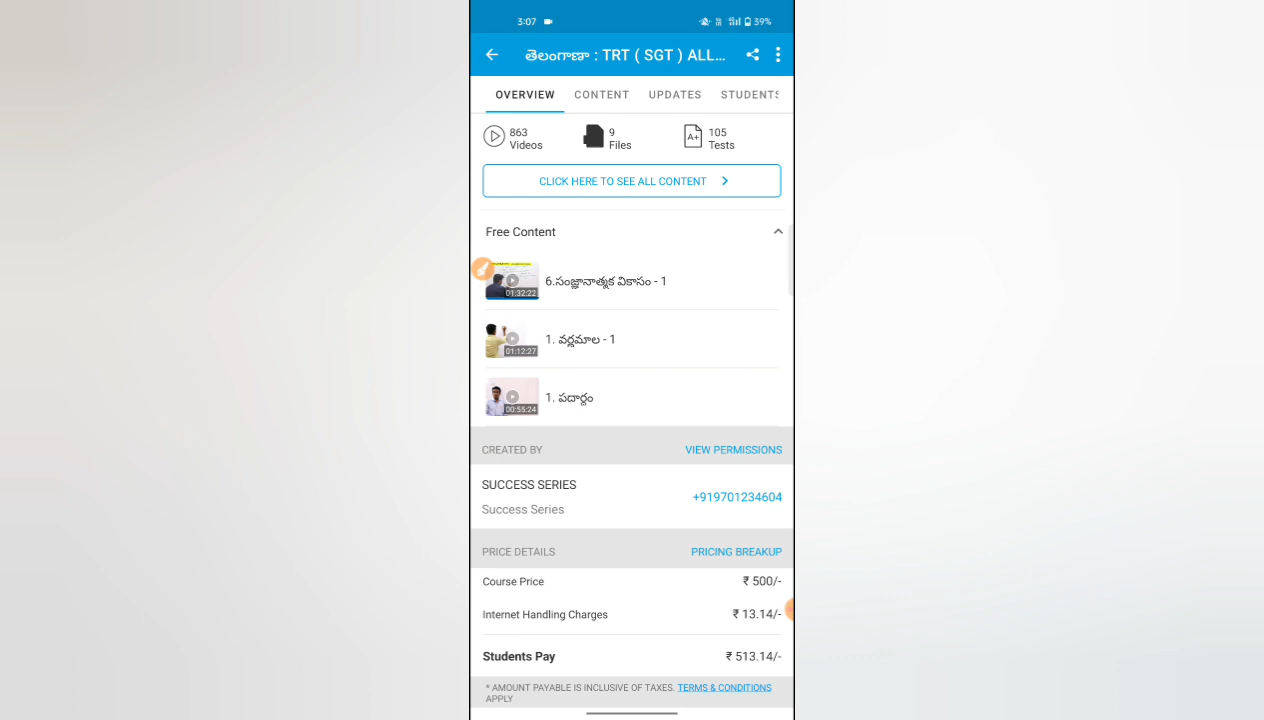 3:07
39%
తెలంగాణా : TRT ( SGT ) ALL...
OVERVIEW CONTENT UPDATES STUDENTS
863 Videos
9 Files
A+ 105 Tests
CLICK HERE TO SEE ALL CONTENT
Free Content
01:32:22 6.సంజ్ఞానాత్మక వికాసం - 1
01:12:27 1. వర్ణమాల - 1
00:55:24 1. పదార్థం
CREATED BY VIEW PERMISSIONS
SUCCESS SERIES
Success Series
+919701234604
PRICE DETAILS PRICING BREAKUP
Course Price ₹ 500/-
Internet Handling Charges ₹ 13.14/-
Students Pay ₹ 513.14/-
* AMOUNT PAYABLE IS INCLUSIVE OF TAXES. TERMS & CONDITIONS
APPLY